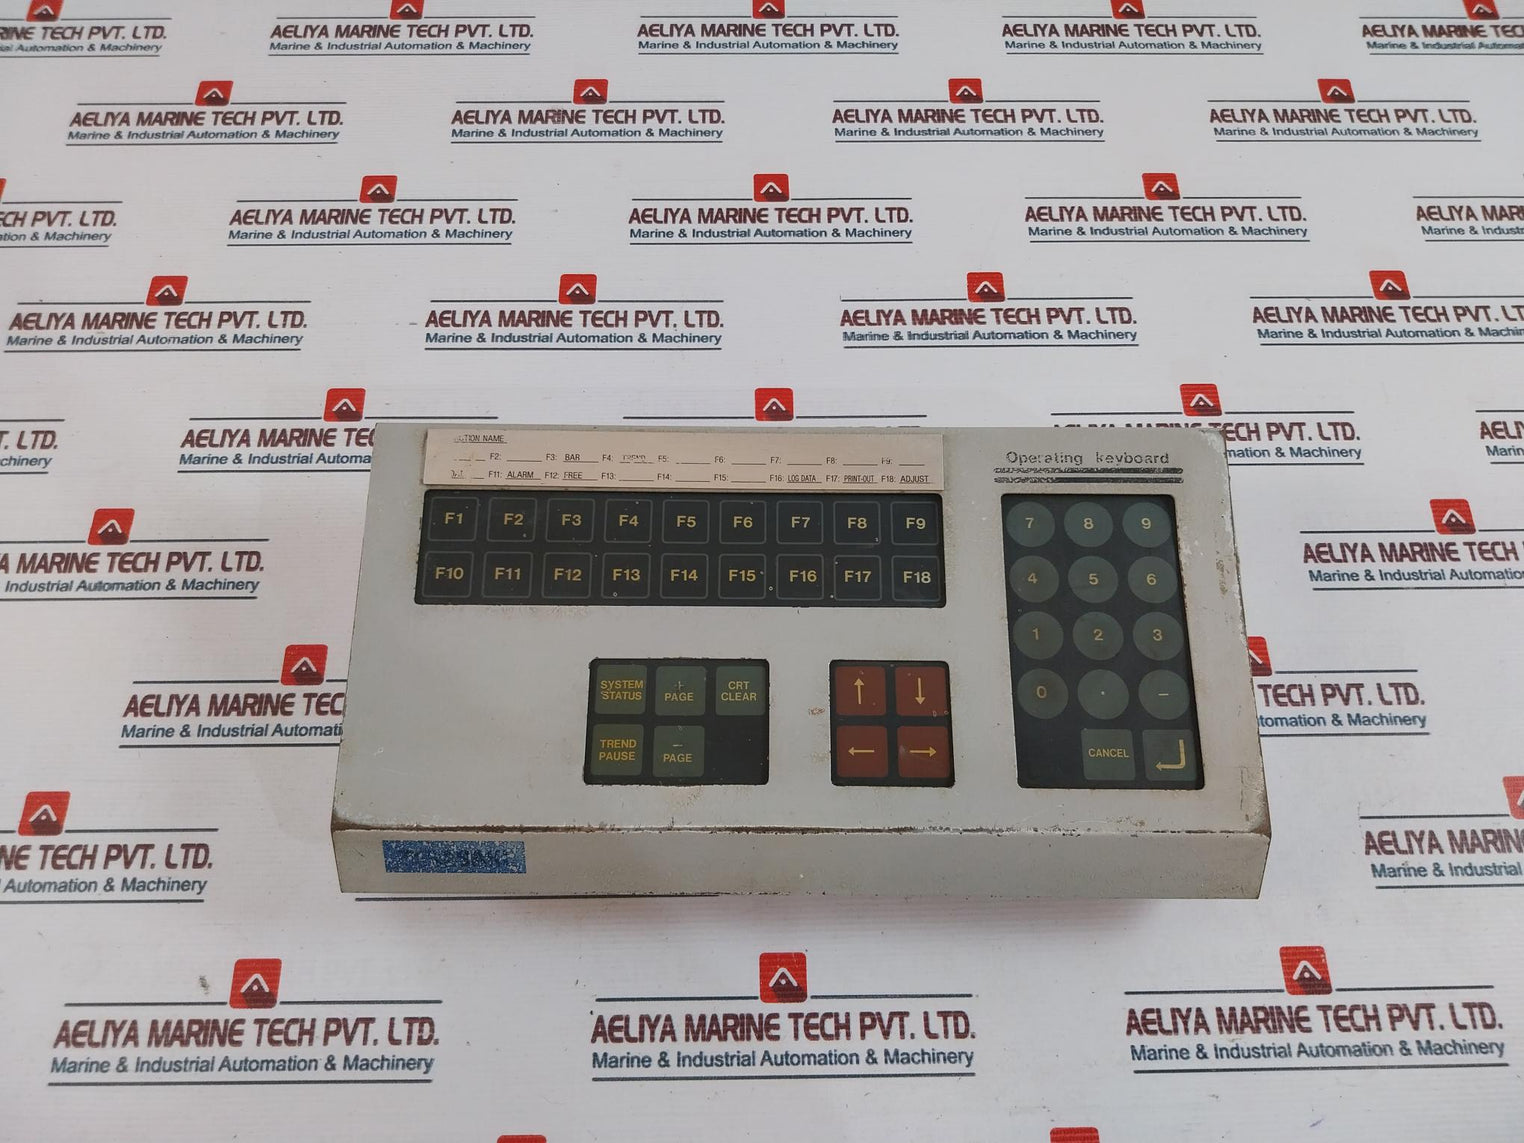 AELIYA MARINE TECH PVT. LTD.
Marine & Industrial Automation & Machinery
NAME
F2: F3: BAR F4: F5: F6: F7: F8: F9:
F11: ALARM F12: FREE F13: F14: F15: F16: LOG DATA F17: PRINT-OUT F18: ADJUST
Operating keyboard
F1 F2 F3 F4 F5 F6 F7 F8 F9
F10 F11 F12 F13 F14 F15 F16 F17 F18
7 8 9
4 5 6
1 2 3
0 . −
CANCEL ↵
SYSTEM STATUS
+ PAGE
CRT CLEAR
TREND PAUSE
− PAGE
↑ ↓
← →